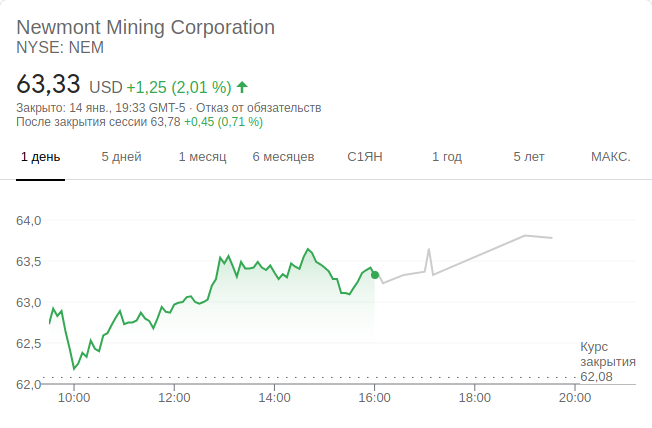 Newmont Mining Corporation
NYSE: NEM
63,33 USD +1,25 (2,01 %)
Закрыто: 14 янв., 19:33 GMT-5 · Отказ от обязательств
После закрытия сессии 63,78 +0,45 (0,71 %)
1 день 5 дней 1 месяц 6 месяцев С1ЯН 1 год 5 лет МАКС.
64,0
63,5
63,0
62,5
62,0
Курс
закрытия
62,08
10:00 12:00 14:00 16:00 18:00 20:00